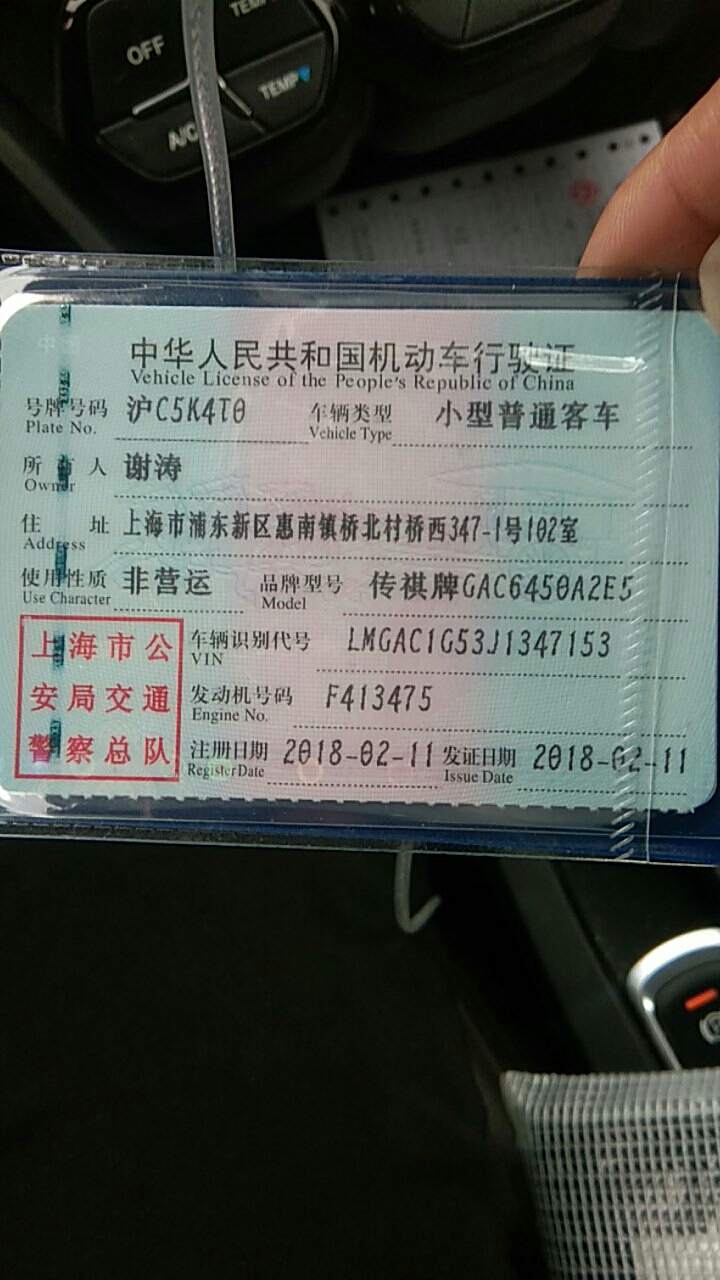 OFF
TEMP
TEMP
A/C
中华人民共和国机动车行驶证
Vehicle License of the People's Republic of China
号牌号码 沪C5K4T0 车辆类型 小型普通客车
Plate No. Vehicle Type
所有人 谢涛
Owner
住址 上海市浦东新区惠南镇桥北村桥西347-1号102室
Address
使用性质 非营运 品牌型号 传祺牌GAC6450A2E5
Use Character Model
上海市公
安局交通
警察总队
车辆识别代号 LMGAC1G53J1347153
VIN
发动机号码 F413475
Engine No.
注册日期 2018-02-11 发证日期 2018-02-11
Register Date Issue Date